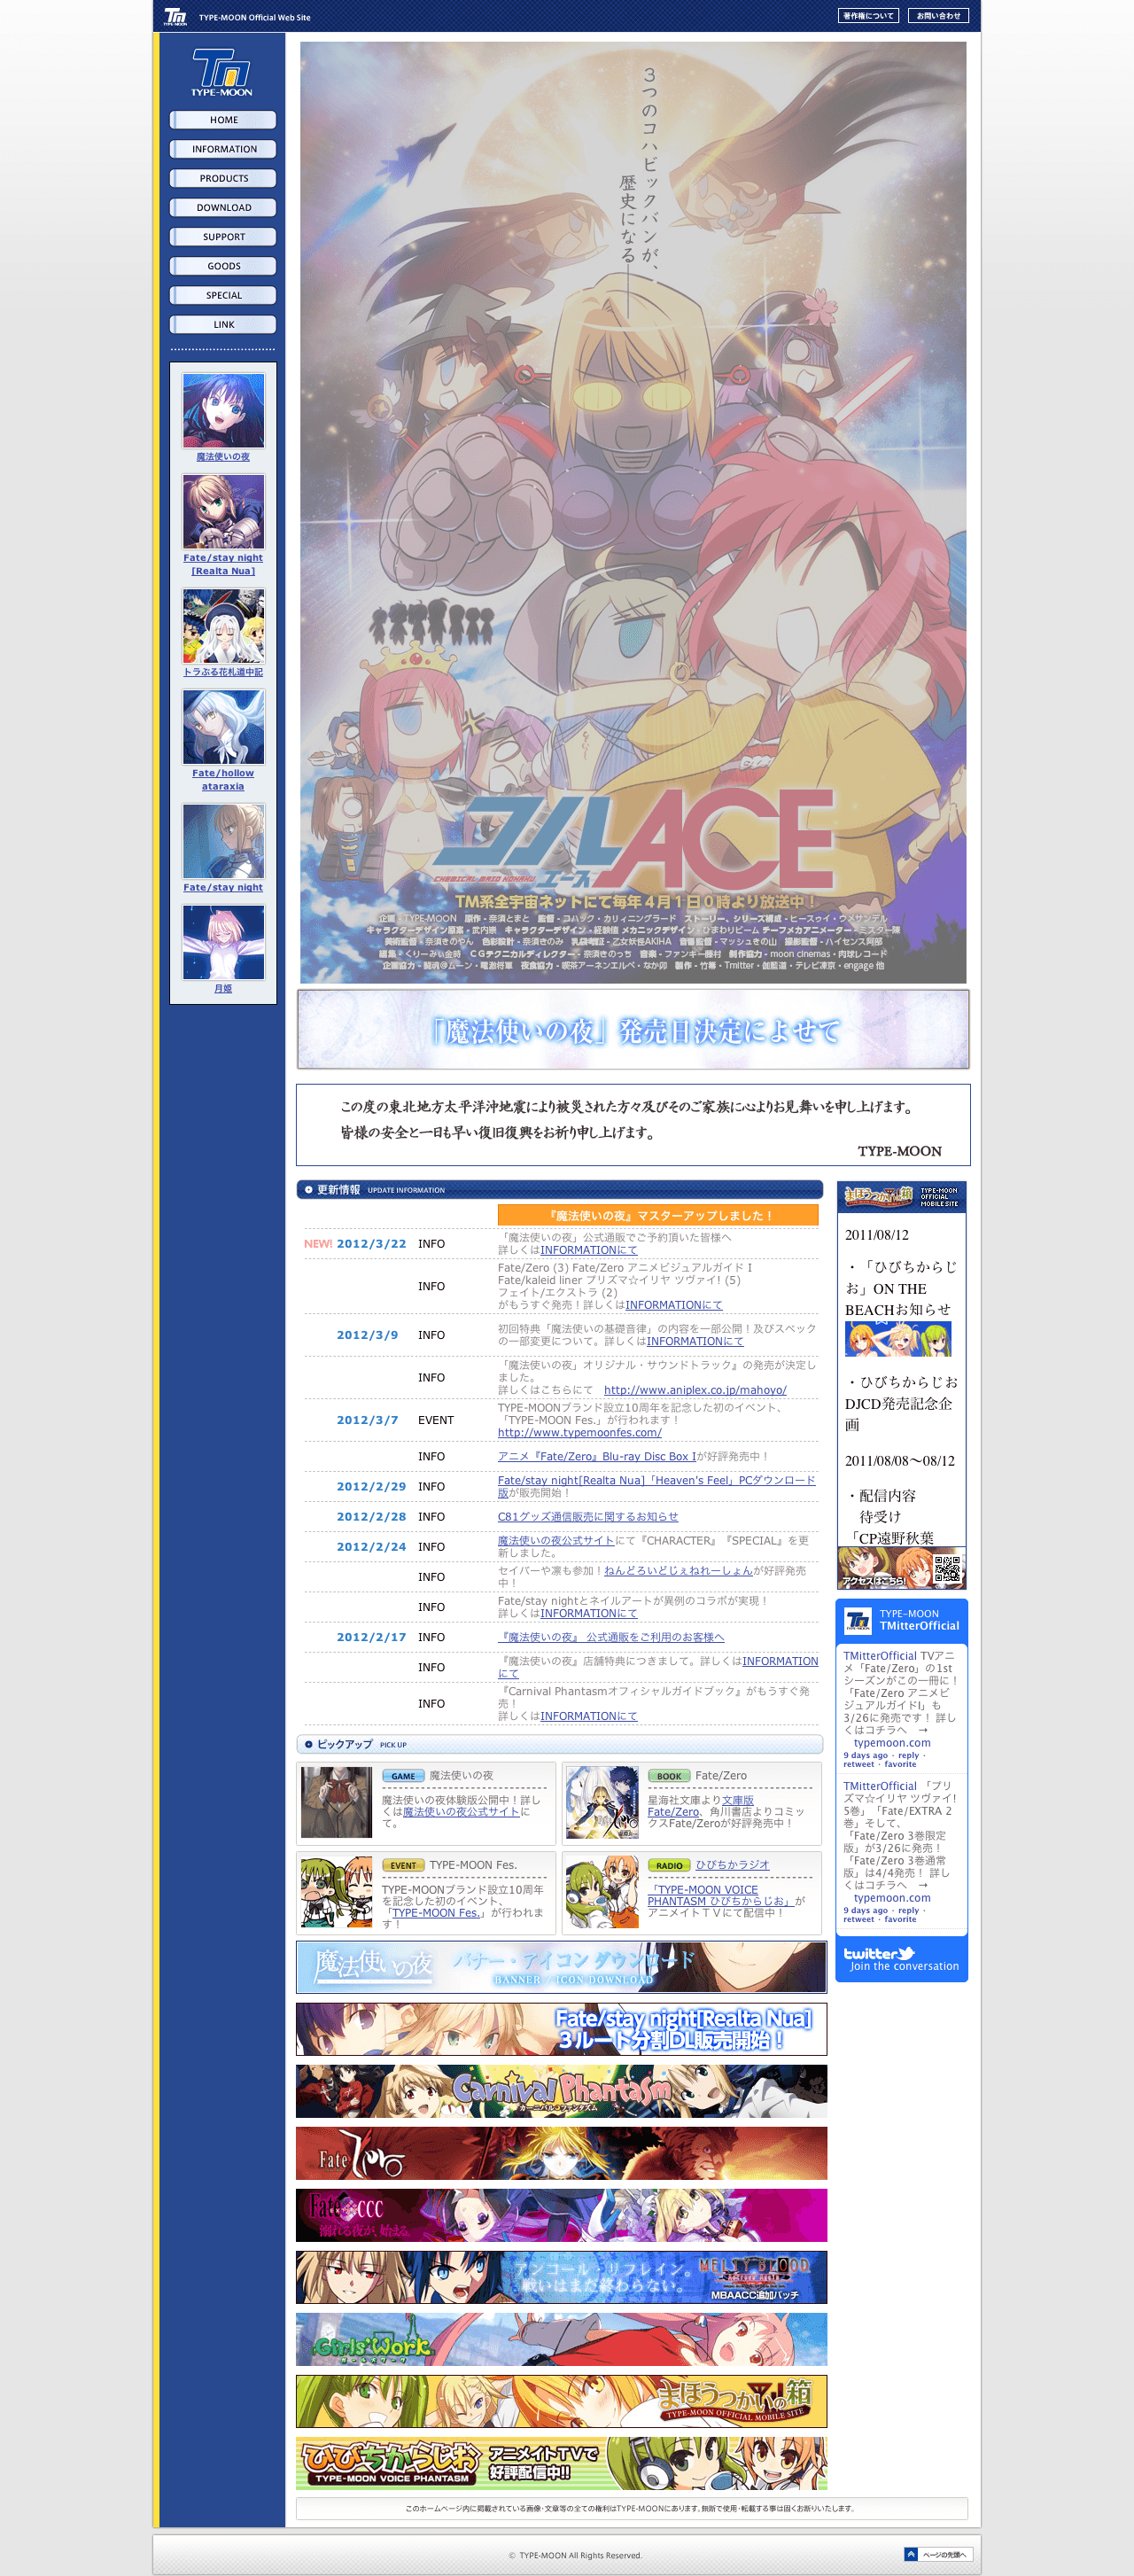 TYPE-MOON Official Web Site
著作権について
お問い合わせ
TYPE-MOON
HOME
INFORMATION
PRODUCTS
DOWNLOAD
SUPPORT
GOODS
SPECIAL
LINK
魔法使いの夜
Fate/stay night
[Realta Nua]
トラぶる花札道中記
Fate/hollow
ataraxia
Fate/stay night
月姫
3つのコハビックバンが、
歴史になる――
コハACE
エース
TM系全宇宙ネットにて毎年4月1日0時より放送中！
「魔法使いの夜」発売日決定によせて
この度の東北地方太平洋沖地震により被災された方々及びそのご家族に心よりお見舞いを申し上げます。
皆様の安全と一日も早い復旧復興をお祈り申し上げます。
TYPE-MOON
更新情報 UPDATE INFORMATION
『魔法使いの夜』マスターアップしました！
NEW! 2012/3/22 INFO 「魔法使いの夜」公式通販でご予約頂いた皆様へ
詳しくはINFORMATIONにて
INFO Fate/Zero (3) Fate/Zero アニメビジュアルガイド I
Fate/kaleid liner プリズマ☆イリヤ ツヴァイ! (5)
フェイト/エクストラ (2)
がもうすぐ発売！詳しくはINFORMATIONにて
2012/3/9 INFO 初回特典「魔法使いの基礎音律」の内容を一部公開！及びスペック
の一部変更について。詳しくはINFORMATIONにて
INFO 「魔法使いの夜」オリジナル・サウンドトラック』の発売が決定し
ました。
詳しくはこちらにて　http://www.aniplex.co.jp/mahoyo/
2012/3/7 EVENT TYPE-MOONブランド設立10周年を記念した初のイベント、
「TYPE-MOON Fes.」が行われます！
http://www.typemoonfes.com/
INFO アニメ『Fate/Zero』Blu-ray Disc Box Iが好評発売中！
2012/2/29 INFO Fate/stay night[Realta Nua]「Heaven's Feel」PCダウンロード
版が販売開始！
2012/2/28 INFO C81グッズ通信販売に関するお知らせ
2012/2/24 INFO 魔法使いの夜公式サイトにて『CHARACTER』『SPECIAL』を更
新しました。
INFO セイバーや凛も参加！ねんどろいどじぇねれーしょんが好評発売
中！
INFO Fate/stay nightとネイルアートが異例のコラボが実現！
詳しくはINFORMATIONにて
2012/2/17 INFO 『魔法使いの夜』 公式通販をご利用のお客様へ
INFO 『魔法使いの夜』店舗特典につきまして。詳しくはINFORMATION
にて
INFO 『Carnival Phantasmオフィシャルガイドブック』がもうすぐ発
売！
詳しくはINFORMATIONにて
ピックアップ PICK UP
GAME 魔法使いの夜
魔法使いの夜体験版公開中！詳し
くは魔法使いの夜公式サイトに
て。
BOOK Fate/Zero
星海社文庫より文庫版
Fate/Zero、角川書店よりコミッ
クスFate/Zeroが好評発売中！
EVENT TYPE-MOON Fes.
TYPE-MOONブランド設立10周年
を記念した初のイベント、
「TYPE-MOON Fes.」が行われま
す！
RADIO ひびちかラジオ
「TYPE-MOON VOICE
PHANTASM ひびちからじお」が
アニメイトＴＶにて配信中！
魔法使いの夜 バナー・アイコン ダウンロード
BANNER / ICON DOWNLOAD
Fate/stay night[Realta Nua]
3ルート分割DL販売開始！
Carnival Phantasm
カーニバル・ファンタズム
Fate Zero
Fate CCC
溺れる夜が、始まる。
アンコール・リフレイン。
戦いはまだ終わらない。
MELTY BLOOD
MBAACC追加パッチ
Girls' Work
ガールズワーク
まほうつかいの箱
TYPE-MOON OFFICIAL MOBILE SITE
ひびちからじお アニメイトTVで
TYPE-MOON VOICE PHANTASM 好評配信中!!
まほうつかいの箱 TYPE-MOON
OFFICIAL
MOBILE SITE
2011/08/12
・「ひびちからじ
お」ON THE
BEACHお知らせ
・ひびちからじお
DJCD発売記念企
画
2011/08/08～08/12
・配信内容
待受け
「CP遠野秋葉
アクセスはこちら!
TYPE-MOON
TMitterOfficial
TMitterOfficial TVアニ
メ「Fate/Zero」の1st
シーズンがこの一冊に！
「Fate/Zero アニメビ
ジュアルガイドI」も
3/26に発売です！ 詳し
くはコチラへ　→
typemoon.com
9 days ago · reply ·
retweet · favorite
TMitterOfficial 「プリ
ズマ☆イリヤ ツヴァイ!
5巻」「Fate/EXTRA 2
巻」そして、
「Fate/Zero 3巻限定
版」が3/26に発売！
「Fate/Zero 3巻通常
版」は4/4発売！ 詳し
くはコチラへ　→
typemoon.com
9 days ago · reply ·
retweet · favorite
twitter
Join the conversation
このホームページ内に掲載されている画像・文章等の全ての権利はTYPE-MOONにあります。無断で使用・転載する事は固くお断りいたします。
© TYPE-MOON All Rights Reserved.
ページの先頭へ